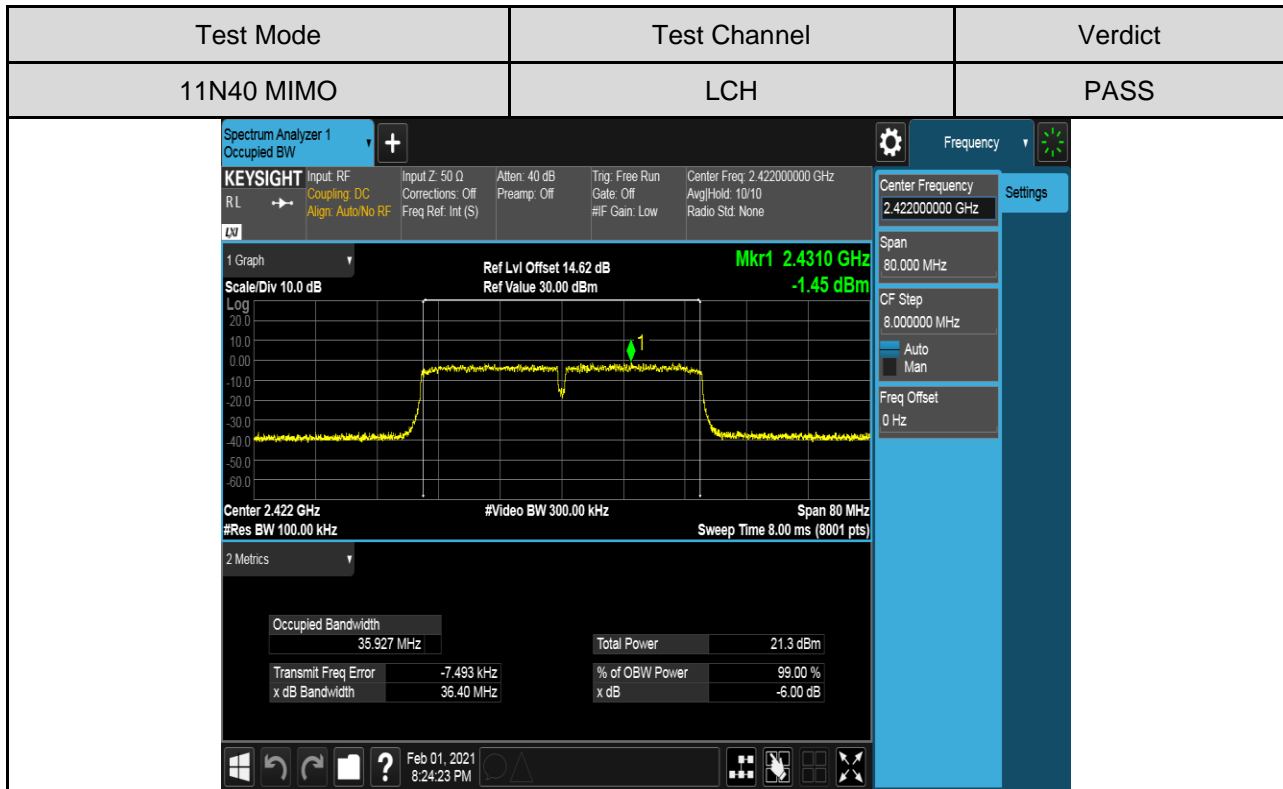 Test Mode Test Channel Verdict
11N40 MIMO LCH PASS
Spectrum Analyzer 1
Occupied BW
Frequency
KEYSIGHT Input: RF Input Z: 50 Ω Atten: 40 dB Trig: Free Run Center Freq: 2.422000000 GHz
RL Coupling: DC Corrections: Off Preamp: Off Gate: Off Avg|Hold: 10/10
Align: Auto/No RF Freq Ref: Int (S) #IF Gain: Low Radio Std: None
LXI
Center Frequency
2.422000000 GHz
Settings
Span
80.000 MHz
CF Step
8.000000 MHz
Auto
Man
Freq Offset
0 Hz
1 Graph
Ref Lvl Offset 14.62 dB
Mkr1 2.4310 GHz
Scale/Div 10.0 dB Ref Value 30.00 dBm -1.45 dBm
Log
20.0
10.0
1
0.00
-10.0
-20.0
-30.0
-40.0
-50.0
-60.0
Center 2.422 GHz #Video BW 300.00 kHz Span 80 MHz
#Res BW 100.00 kHz Sweep Time 8.00 ms (8001 pts)
2 Metrics
Occupied Bandwidth
35.927 MHz Total Power 21.3 dBm
Transmit Freq Error -7.493 kHz % of OBW Power 99.00 %
x dB Bandwidth 36.40 MHz x dB -6.00 dB
Feb 01, 2021
8:24:23 PM